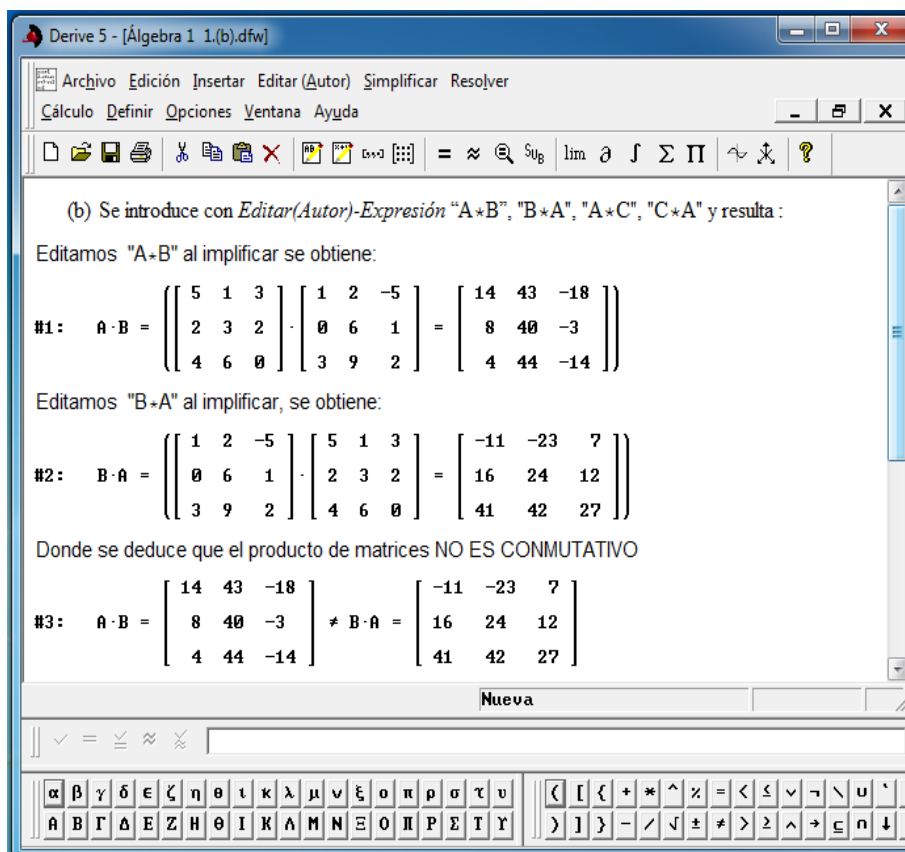 Derive 5 - [Álgebra 1 1.(b).dfw]
Archivo Edición Insertar Editar (Autor) Simplificar Resolver
Cálculo Definir Opciones Ventana Ayuda
= ≈ SUB lim ∂ ∫ Σ Π ?
(b) Se introduce con Editar(Autor)-Expresión “A∗B”, "B∗A", "A∗C", "C∗A" y resulta :
Editamos "A∗B" al implificar se obtiene:
#1: A·B = ([ 5 1 3 ; 2 3 2 ; 4 6 0 ]·[ 1 2 -5 ; 0 6 1 ; 3 9 2 ] = [ 14 43 -18 ; 8 40 -3 ; 4 44 -14 ])
Editamos "B∗A" al implificar, se obtiene:
#2: B·A = ([ 1 2 -5 ; 0 6 1 ; 3 9 2 ]·[ 5 1 3 ; 2 3 2 ; 4 6 0 ] = [ -11 -23 7 ; 16 24 12 ; 41 42 27 ])
Donde se deduce que el producto de matrices NO ES CONMUTATIVO
#3: A·B = [ 14 43 -18 ; 8 40 -3 ; 4 44 -14 ] ≠ B·A = [ -11 -23 7 ; 16 24 12 ; 41 42 27 ]
Nueva
α β γ δ ε ζ η θ ι κ λ μ ν ξ ο π ρ σ τ υ ( [ { + * ^ % = < ≤ ∨ ¬ \ ∪ `
Α Β Γ Δ Ε Ζ Η Θ Ι Κ Λ Μ Ν Ξ Ο Π Ρ Σ Τ Υ ) ] } - / √ ± ≠ > ≥ ∧ → ⊆ ∩ ↓